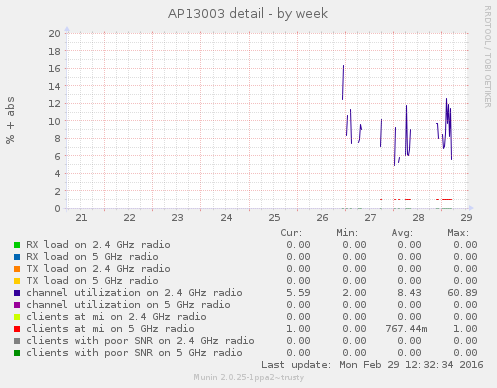 AP13003 detail - by week
RRDTOOL / TOBI OETIKER
% + abs
20
18
16
14
12
10
8
6
4
2
0
21 22 23 24 25 26 27 28 29
Cur: Min: Avg: Max:
RX load on 2.4 GHz radio 0.00 0.00 0.00 0.00
RX load on 5 GHz radio 0.00 0.00 0.00 0.00
TX load on 2.4 GHz radio 0.00 0.00 0.00 0.00
TX load on 5 GHz radio 0.00 0.00 0.00 0.00
channel utilization on 2.4 GHz radio 5.59 2.00 8.43 60.89
channel utilization on 5 GHz radio 0.00 0.00 0.00 0.00
clients at mi on 2.4 GHz radio 0.00 0.00 0.00 0.00
clients at mi on 5 GHz radio 1.00 0.00 767.44m 1.00
clients with poor SNR on 2.4 GHz radio 0.00 0.00 0.00 0.00
clients with poor SNR on 5 GHz radio 0.00 0.00 0.00 0.00
Last update: Mon Feb 29 12:32:34 2016
Munin 2.0.25-1ppa2~trusty